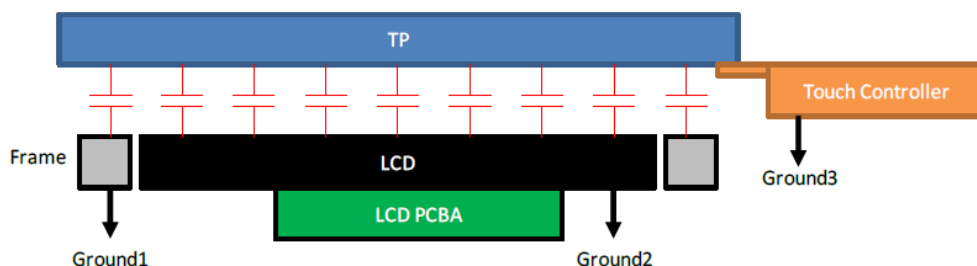 TP
Touch Controller
Frame
LCD
Ground3
LCD PCBA
Ground1
Ground2